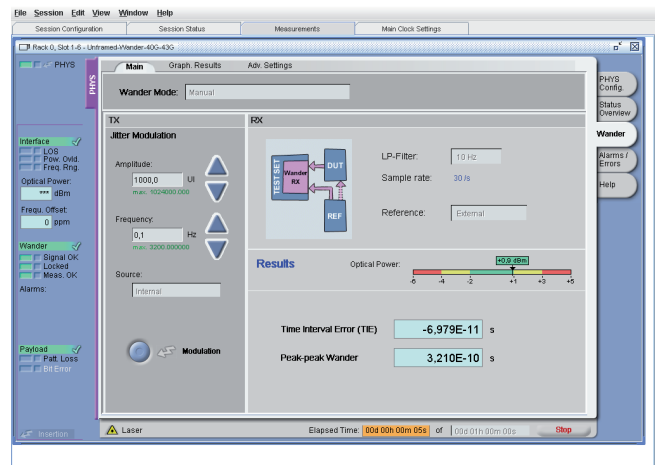 File Session Edit View Window Help
Session Configuration Session Status Measurements Main Clock Settings
Rack 0, Slot 1-6 - Unframed-Wander-40G-43G
PHYS
PHYS
Main Graph. Results Adv. Settings
Wander Mode: Manual
TX
Jitter Modulation
Amplitude:
1000,0 UI
max. 1024000.000
Frequency:
0,1 Hz
max. 3200.000000
Source:
Internal
Modulation
RX
TEST SET
Wander
RX
DUT
REF
LP-Filter: 10 Hz
Sample rate: 30 /s
Reference: External
Results
Optical Power: +0,9 dBm
-6 -4 -2 +1 +3 +5
Time Interval Error (TIE) -6,979E-11 s
Peak-peak Wander 3,210E-10 s
Interface
LOS
Pow. Ovld.
Freq. Rng.
Optical Power:
*** dBm
Frequ. Offset:
0 ppm
Wander
Signal OK
Locked
Meas. OK
Alarms:
Payload
Patt. Loss
Bit Error
Insertion
PHYS
Config.
Status
Overview
Wander
Alarms /
Errors
Help
Laser
Elapsed Time: 00d 00h 00m 05s of 00d 01h 00m 00s Stop